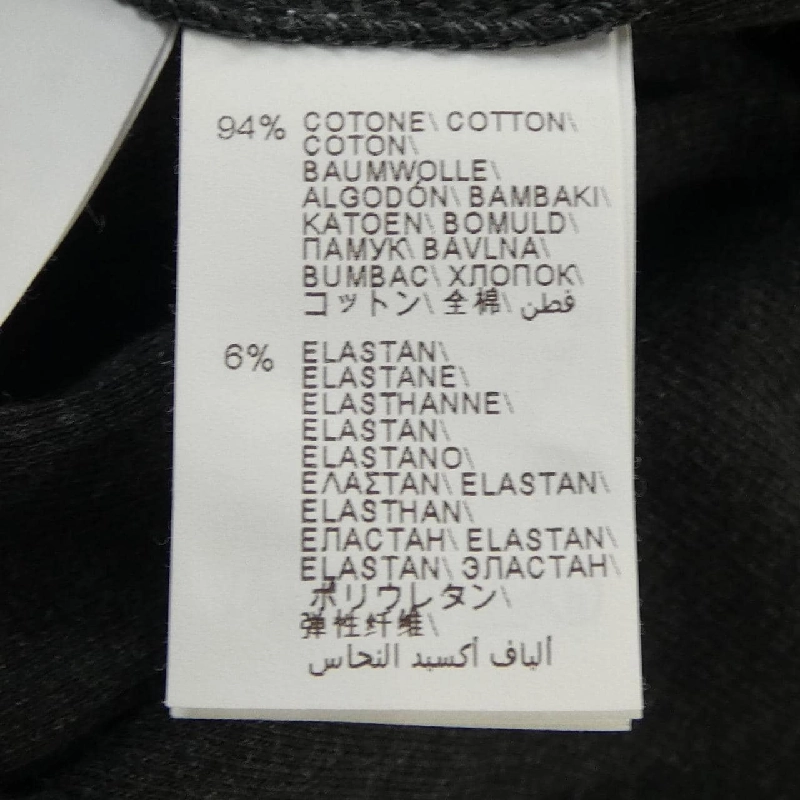 94% COTONE\ COTTON\
COTON\
BAUMWOLLE\
ALGODÓN\ BAMBAKI\
KATOEN\ BOMULD\
ПАМУК\ BAVLNA\
BUMBAC\ ХЛОПОК\
コットン\ 全棉\ قطن
6% ELASTAN\
ELASTANE\
ELASTHANNE\
ELASTAN\
ELASTANO\
ΕΛΑΣΤΑΝ\ ELASTAN\
ELASTHAN\
ЕЛАСТАН\ ELASTAN\
ELASTAN\ ЭЛАСТАН\
ポリウレタン\
弹性纤维\
ألياف أكسيد النحاس